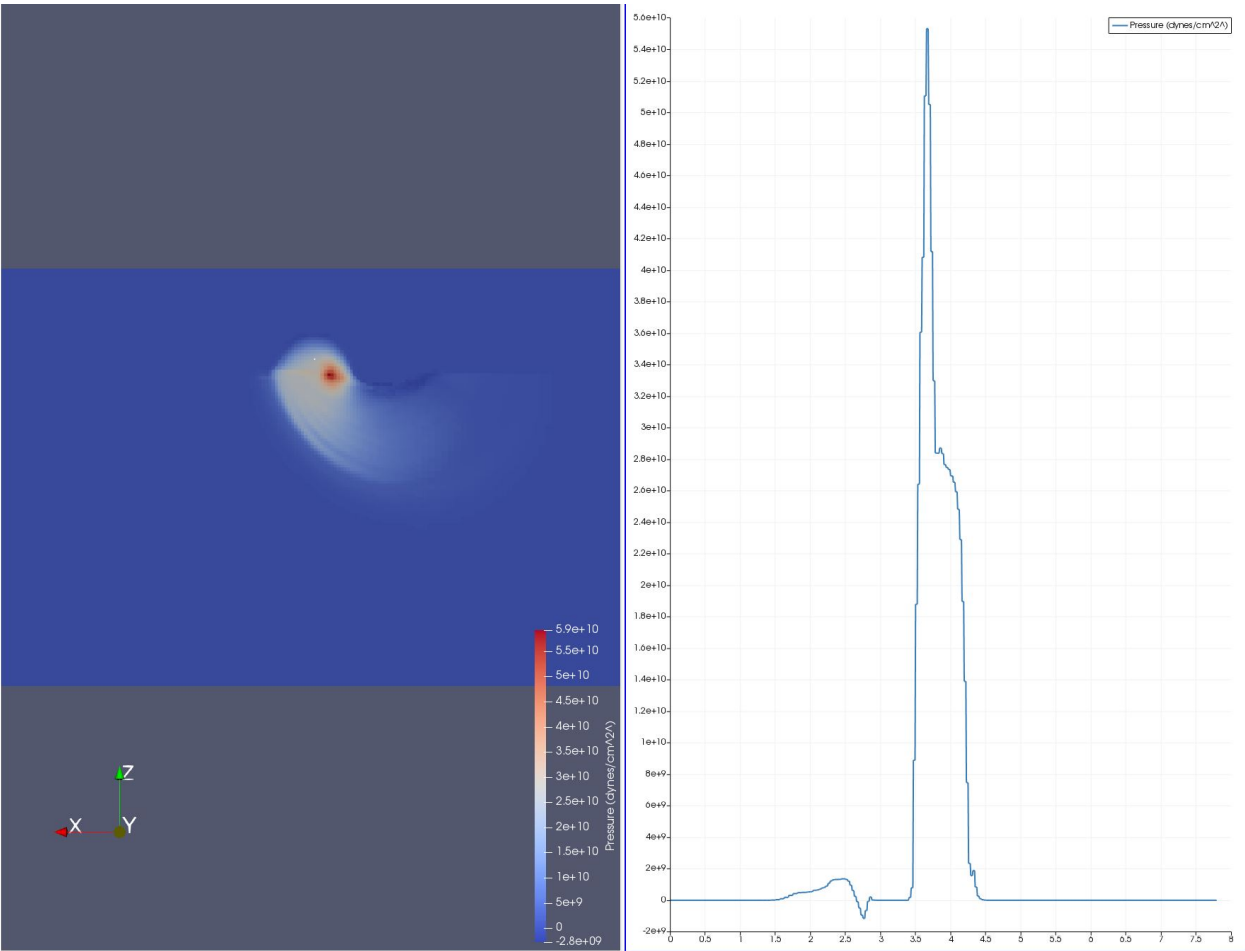 5.9e+10
5.5e+10
5e+10
4.5e+10
4e+10
3.5e+10
3e+10
2.5e+10
2e+10
1.5e+10
1e+10
5e+9
0
-2.8e+09
Pressure (dynes/cm^2^)
Z
X
Y
Pressure (dynes/cm^2^)
5.6e+10
5.4e+10
5.2e+10
5e+10
4.8e+10
4.6e+10
4.4e+10
4.2e+10
4e+10
3.8e+10
3.6e+10
3.4e+10
3.2e+10
3e+10
2.8e+10
2.6e+10
2.4e+10
2.2e+10
2e+10
1.8e+10
1.6e+10
1.4e+10
1.2e+10
1e+10
8e+9
6e+9
4e+9
2e+9
0
-2e+9
0 0.5 1 1.5 2 2.5 3 3.5 4 4.5 5 5.5 6 6.5 7 7.5 8